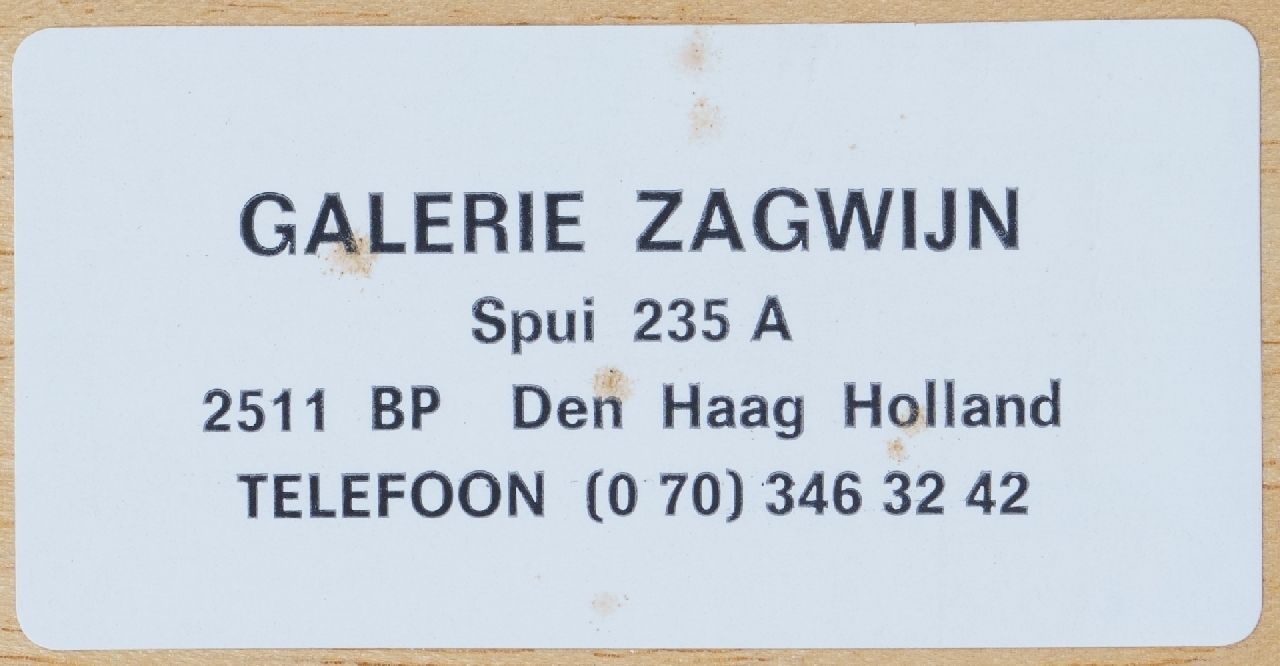 GALERIE ZAGWIJN
Spui 235 A
2511 BP Den Haag Holland
TELEFOON (0 70) 346 32 42